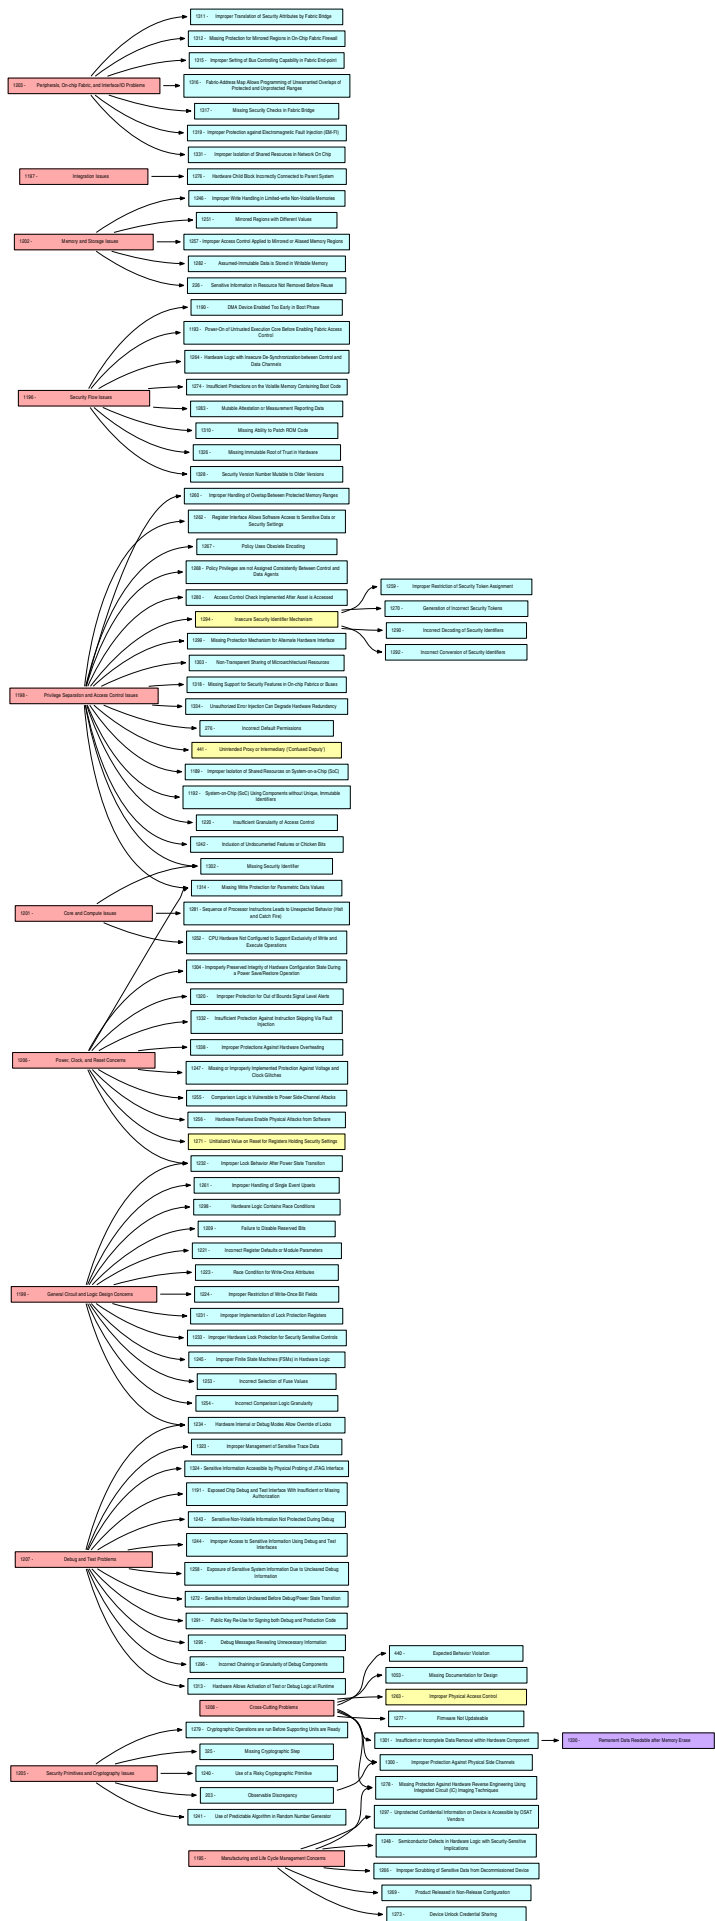 1311 - Improper Translation of Security Attributes by Fabric Bridge
1312 - Missing Protection for Mirrored Regions in On-Chip Fabric Firewall
1315 - Improper Setting of Bus Controlling Capability in Fabric End-point
1203 - Peripherals, On-chip Fabric, and Interface/IO Problems
1316 - Fabric-Address Map Allows Programming of Unwarranted Overlaps of
Protected and Unprotected Ranges
1317 - Missing Security Checks in Fabric Bridge
1319 - Improper Protection against Electromagnetic Fault Injection (EM-FI)
1331 - Improper Isolation of Shared Resources in Network On Chip
1197 - Integration Issues
1276 - Hardware Child Block Incorrectly Connected to Parent System
1246 - Improper Write Handling in Limited-write Non-Volatile Memories
1251 - Mirrored Regions with Different Values
1202 - Memory and Storage Issues
1257 - Improper Access Control Applied to Mirrored or Aliased Memory Regions
1282 - Assumed-Immutable Data is Stored in Writable Memory
226 - Sensitive Information in Resource Not Removed Before Reuse
1190 - DMA Device Enabled Too Early in Boot Phase
1193 - Power-On of Untrusted Execution Core Before Enabling Fabric Access
Control
1264 - Hardware Logic with Insecure De-Synchronization between Control and
Data Channels
1274 - Insufficient Protections on the Volatile Memory Containing Boot Code
1196 - Security Flow Issues
1283 - Mutable Attestation or Measurement Reporting Data
1310 - Missing Ability to Patch ROM Code
1326 - Missing Immutable Root of Trust in Hardware
1328 - Security Version Number Mutable to Older Versions
1260 - Improper Handling of Overlap Between Protected Memory Ranges
1262 - Register Interface Allows Software Access to Sensitive Data or
Security Settings
1267 - Policy Uses Obsolete Encoding
1268 - Policy Privileges are not Assigned Consistently Between Control and
Data Agents
1259 - Improper Restriction of Security Token Assignment
1280 - Access Control Check Implemented After Asset is Accessed
1270 - Generation of Incorrect Security Tokens
1294 - Insecure Security Identifier Mechanism
1290 - Incorrect Decoding of Security Identifiers
1299 - Missing Protection Mechanism for Alternate Hardware Interface
1292 - Incorrect Conversion of Security Identifiers
1303 - Non-Transparent Sharing of Microarchitectural Resources
1318 - Missing Support for Security Features in On-chip Fabrics or Buses
1198 - Privilege Separation and Access Control Issues
1334 - Unauthorized Error Injection Can Degrade Hardware Redundancy
276 - Incorrect Default Permissions
441 - Unintended Proxy or Intermediary ('Confused Deputy')
1189 - Improper Isolation of Shared Resources on System-on-a-Chip (SoC)
1192 - System-on-Chip (SoC) Using Components without Unique, Immutable
Identifiers
1220 - Insufficient Granularity of Access Control
1242 - Inclusion of Undocumented Features or Chicken Bits
1302 - Missing Security Identifier
1314 - Missing Write Protection for Parametric Data Values
1201 - Core and Compute Issues
1281 - Sequence of Processor Instructions Leads to Unexpected Behavior (Halt
and Catch Fire)
1252 - CPU Hardware Not Configured to Support Exclusivity of Write and
Execute Operations
1304 - Improperly Preserved Integrity of Hardware Configuration State During
a Power Save/Restore Operation
1320 - Improper Protection for Out of Bounds Signal Level Alerts
1332 - Insufficient Protection Against Instruction Skipping Via Fault
Injection
1338 - Improper Protections Against Hardware Overheating
1206 - Power, Clock, and Reset Concerns
1247 - Missing or Improperly Implemented Protection Against Voltage and
Clock Glitches
1255 - Comparison Logic is Vulnerable to Power Side-Channel Attacks
1256 - Hardware Features Enable Physical Attacks from Software
1271 - Unitialized Value on Reset for Registers Holding Security Settings
1232 - Improper Lock Behavior After Power State Transition
1261 - Improper Handling of Single Event Upsets
1298 - Hardware Logic Contains Race Conditions
1209 - Failure to Disable Reserved Bits
1221 - Incorrect Register Defaults or Module Parameters
1223 - Race Condition for Write-Once Attributes
1199 - General Circuit and Logic Design Concerns
1224 - Improper Restriction of Write-Once Bit Fields
1231 - Improper Implementation of Lock Protection Registers
1233 - Improper Hardware Lock Protection for Security Sensitive Controls
1245 - Improper Finite State Machines (FSMs) in Hardware Logic
1253 - Incorrect Selection of Fuse Values
1254 - Incorrect Comparison Logic Granularity
1234 - Hardware Internal or Debug Modes Allow Override of Locks
1323 - Improper Management of Sensitive Trace Data
1324 - Sensitive Information Accessible by Physical Probing of JTAG Interface
1191 - Exposed Chip Debug and Test Interface With Insufficient or Missing
Authorization
1243 - Sensitive Non-Volatile Information Not Protected During Debug
1244 - Improper Access to Sensitive Information Using Debug and Test
Interfaces
1207 - Debug and Test Problems
1258 - Exposure of Sensitive System Information Due to Uncleared Debug
Information
1272 - Sensitive Information Uncleared Before Debug/Power State Transition
1291 - Public Key Re-Use for Signing both Debug and Production Code
1295 - Debug Messages Revealing Unnecessary Information
440 - Expected Behavior Violation
1296 - Incorrect Chaining or Granularity of Debug Components
1053 - Missing Documentation for Design
1313 - Hardware Allows Activation of Test or Debug Logic at Runtime
1263 - Improper Physical Access Control
1208 - Cross-Cutting Problems
1277 - Firmware Not Updateable
1279 - Cryptographic Operations are run Before Supporting Units are Ready
1301 - Insufficient or Incomplete Data Removal within Hardware Component
1330 - Remanent Data Readable after Memory Erase
325 - Missing Cryptographic Step
1300 - Improper Protection Against Physical Side Channels
1205 - Security Primitives and Cryptography Issues
1240 - Use of a Risky Cryptographic Primitive
1278 - Missing Protection Against Hardware Reverse Engineering Using
Integrated Circuit (IC) Imaging Techniques
203 - Observable Discrepancy
1241 - Use of Predictable Algorithm in Random Number Generator
1297 - Unprotected Confidential Information on Device is Accessible by OSAT
Vendors
1248 - Semiconductor Defects in Hardware Logic with Security-Sensitive
Implications
1195 - Manufacturing and Life Cycle Management Concerns
1266 - Improper Scrubbing of Sensitive Data from Decommissioned Device
1269 - Product Released in Non-Release Configuration
1273 - Device Unlock Credential Sharing